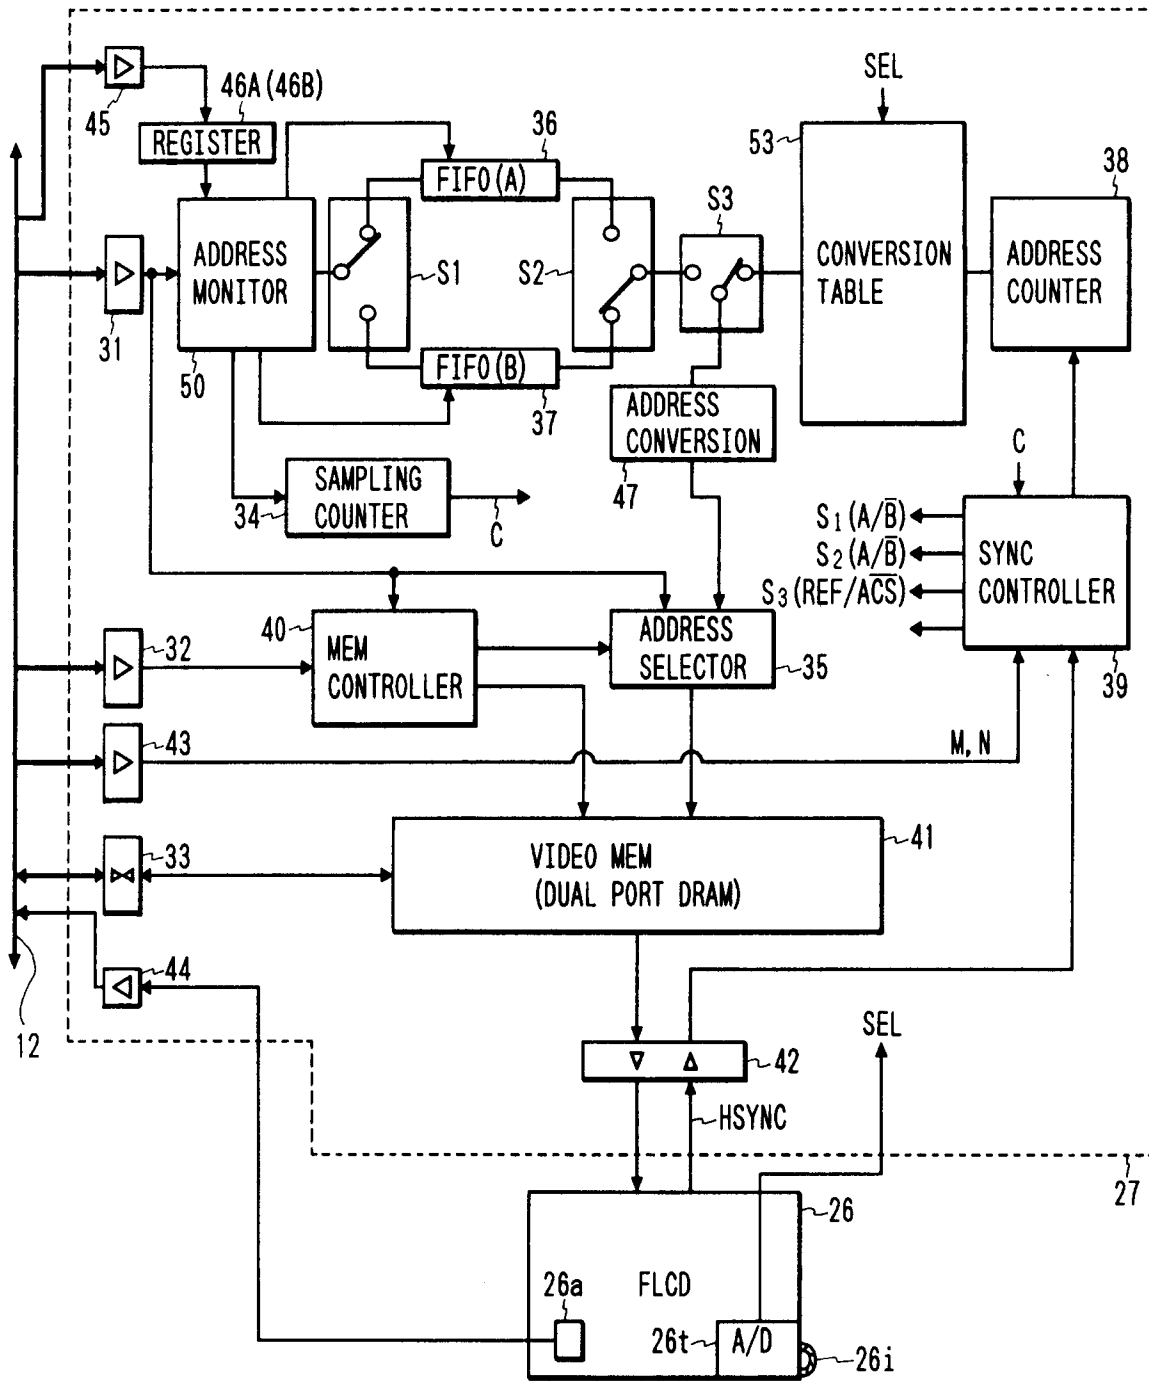 45
46A(46B)
REGISTER
SEL
36
FIFO(A)
53
38
S3
ADDRESS
MONITOR
S1
S2
CONVERSION
TABLE
ADDRESS
COUNTER
31
50
FIFO(B)
37
ADDRESS
CONVERSION
47
C
SAMPLING
COUNTER
34
C
S1(A/B̅)
S2(A/B̅)
S3(REF/A̅C̅S̅)
SYNC
CONTROLLER
39
32
40
MEM
CONTROLLER
ADDRESS
SELECTOR
35
43
M, N
33
VIDEO MEM
(DUAL PORT DRAM)
41
44
12
SEL
42
HSYNC
27
26
26a
FLCD
26t
A/D
26i